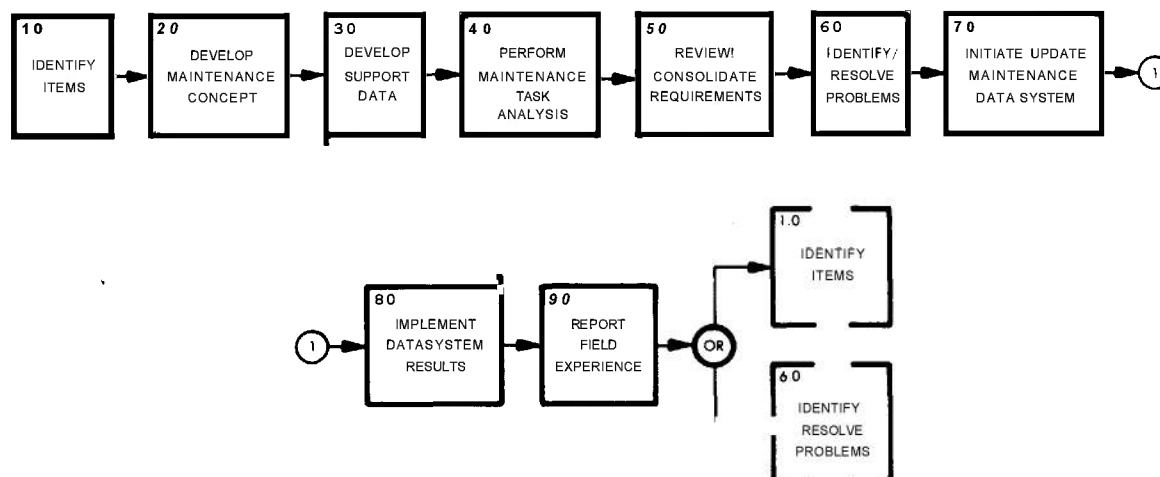 10
IDENTIFY
ITEMS
20
DEVELOP
MAINTENANCE
CONCEPT
30
DEVELOP
SUPPORT
DATA
40
PERFORM
MAINTENANCE
TASK
ANALYSIS
50
REVIEW!
CONSOLIDATE
REQUIREMENTS
60
IDENTIFY/
RESOLVE
PROBLEMS
70
INITIATE UPDATE
MAINTENANCE
DATA SYSTEM
1
1
80
IMPLEMENT
DATASYSTEM
RESULTS
90
REPORT
FIELD
EXPERIENCE
OR
1.0
IDENTIFY
ITEMS
6.0
IDENTIFY
RESOLVE
PROBLEMS